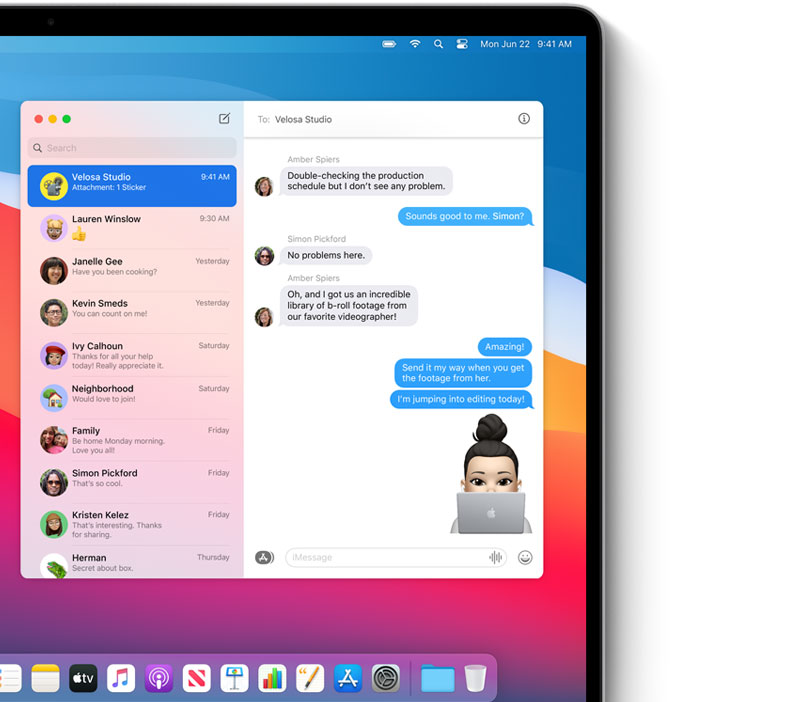 Mon Jun 22 9:41 AM
To: Velosa Studio
Search
Velosa Studio 9:41 AM
Attachment: 1 Sticker
Lauren Winslow 9:30 AM
👍
Janelle Gee Yesterday
Have you been cooking?
Kevin Smeds Yesterday
You can count on me!
Ivy Calhoun Saturday
Thanks for all your help
today! Really appreciate it.
Neighborhood Saturday
Would love to join!
Family Friday
Be home Monday morning.
Love you all!
Simon Pickford Friday
That's so cool.
Kristen Kelez Friday
That's interesting. Thanks
for sharing.
Herman Thursday
Secret about box.
Amber Spiers
Double-checking the production
schedule but I don't see any problem.
Sounds good to me. Simon?
Simon Pickford
No problems here.
Amber Spiers
Oh, and I got us an incredible
library of b-roll footage from
our favorite videographer!
Amazing!
Send it my way when you get
the footage from her.
I'm jumping into editing today!
iMessage
tv